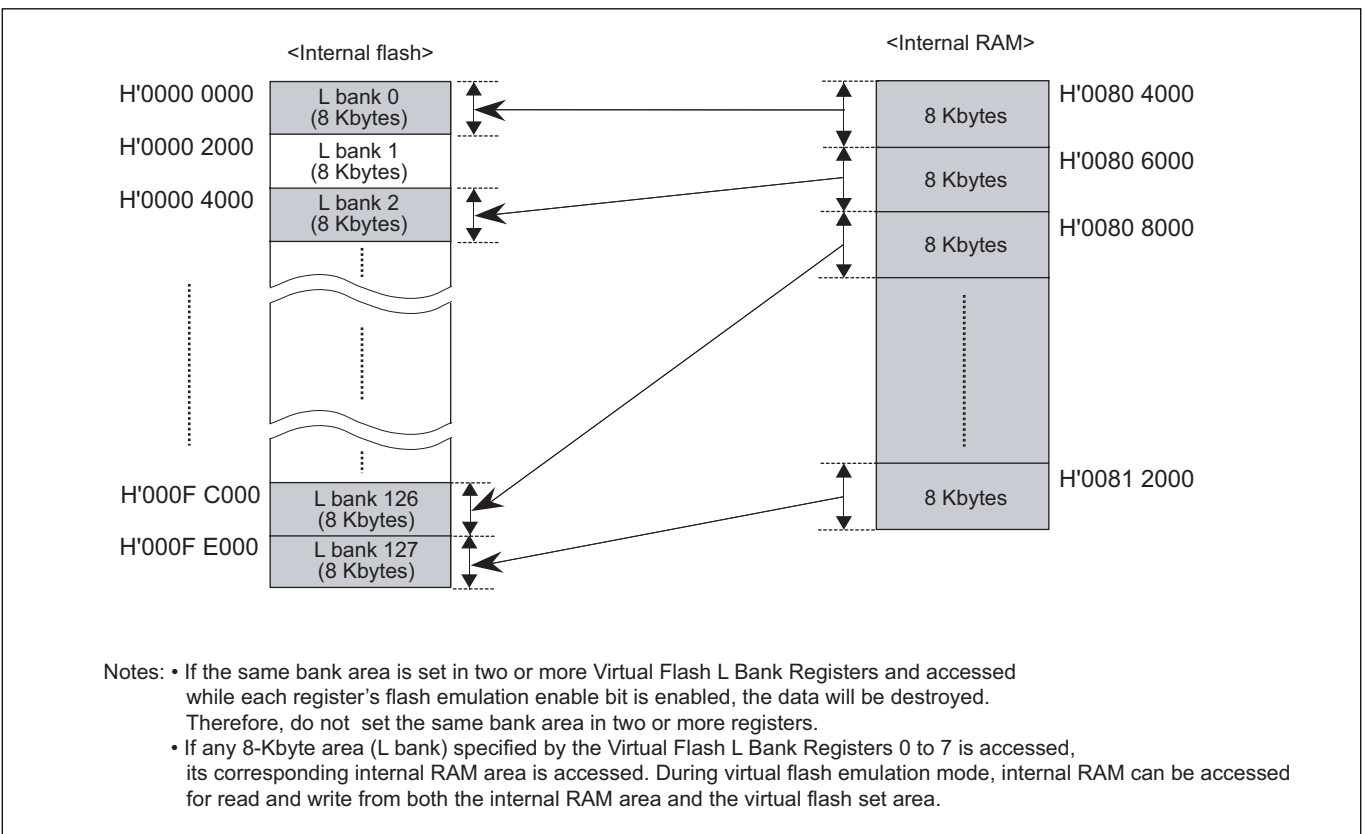 <Internal flash>
H'0000 0000
L bank 0
(8 Kbytes)
H'0000 2000
L bank 1
(8 Kbytes)
H'0000 4000
L bank 2
(8 Kbytes)
H'000F C000
L bank 126
(8 Kbytes)
H'000F E000
L bank 127
(8 Kbytes)
<Internal RAM>
8 Kbytes
H'0080 4000
8 Kbytes
H'0080 6000
8 Kbytes
H'0080 8000
8 Kbytes
H'0081 2000
Notes: • If the same bank area is set in two or more Virtual Flash L Bank Registers and accessed
while each register's flash emulation enable bit is enabled, the data will be destroyed.
Therefore, do not set the same bank area in two or more registers.
• If any 8-Kbyte area (L bank) specified by the Virtual Flash L Bank Registers 0 to 7 is accessed,
its corresponding internal RAM area is accessed. During virtual flash emulation mode, internal RAM can be accessed
for read and write from both the internal RAM area and the virtual flash set area.